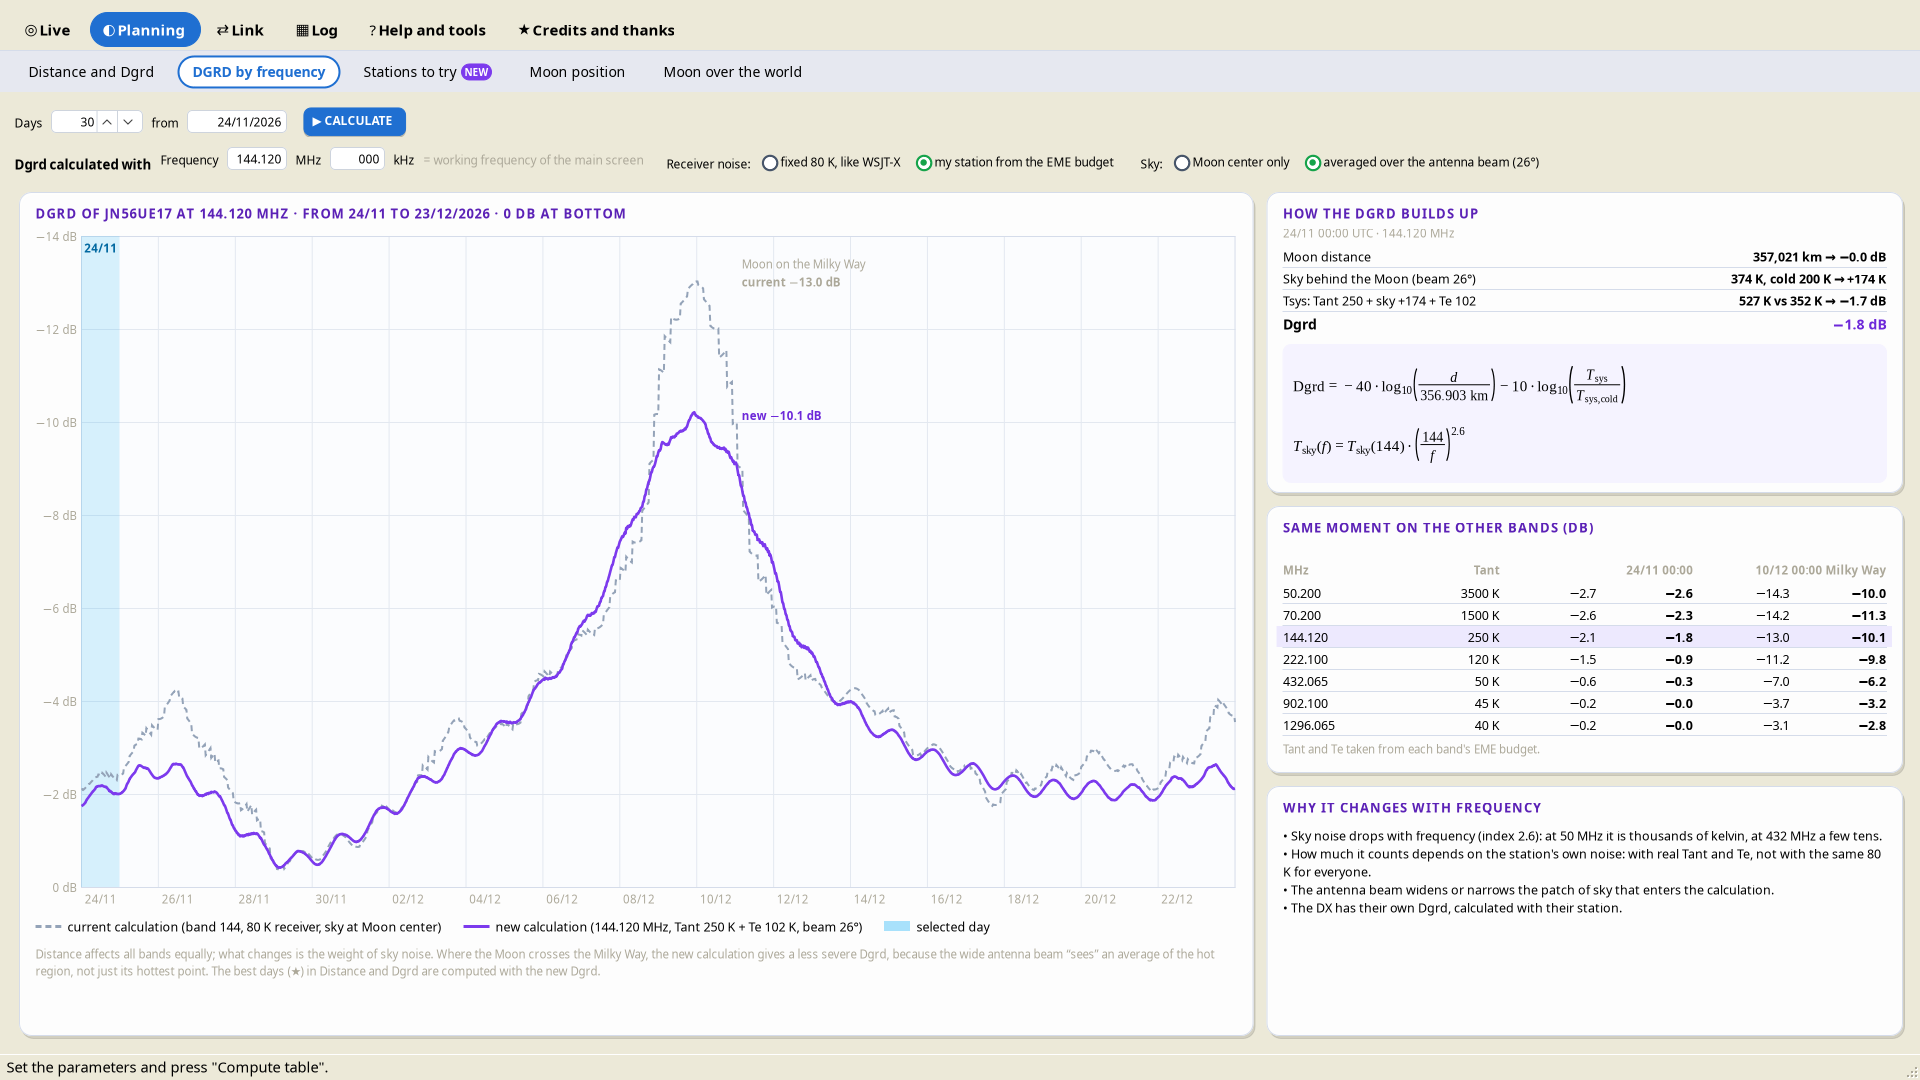 ◎ Live ◐ Planning ⇄ Link ▦ Log ? Help and tools ★ Credits and thanks
Distance and Dgrd DGRD by frequency Stations to try NEW Moon position Moon over the world
Days 30 from 24/11/2026 ▶ CALCULATE
Dgrd calculated with Frequency 144.120 MHz 000 kHz = working frequency of the main screen Receiver noise: fixed 80 K, like WSJT-X my station from the EME budget Sky: Moon center only averaged over the antenna beam (26°)
DGRD OF JN56UE17 AT 144.120 MHZ · FROM 24/11 TO 23/12/2026 · 0 DB AT BOTTOM
−14 dB
24/11
Moon on the Milky Way
current −13.0 dB
−12 dB
new −10.1 dB
−10 dB
−8 dB
−6 dB
−4 dB
−2 dB
0 dB
24/11 26/11 28/11 30/11 02/12 04/12 06/12 08/12 10/12 12/12 14/12 16/12 18/12 20/12 22/12
current calculation (band 144, 80 K receiver, sky at Moon center) new calculation (144.120 MHz, Tant 250 K + Te 102 K, beam 26°) selected day
Distance affects all bands equally; what changes is the weight of sky noise. Where the Moon crosses the Milky Way, the new calculation gives a less severe Dgrd, because the wide antenna beam "sees" an average of the hot
region, not just its hottest point. The best days (★) in Distance and Dgrd are computed with the new Dgrd.
HOW THE DGRD BUILDS UP
24/11 00:00 UTC · 144.120 MHz
Moon distance 357,021 km → −0.0 dB
Sky behind the Moon (beam 26°) 374 K, cold 200 K → +174 K
Tsys: Tant 250 + sky +174 + Te 102 527 K vs 352 K → −1.7 dB
Dgrd −1.8 dB
Dgrd = − 40 · log10(d / 356.903 km) − 10 · log10(Tsys / Tsys,cold)
Tsky(f) = Tsky(144) · (144 / f)^2.6
SAME MOMENT ON THE OTHER BANDS (DB)
MHz Tant 24/11 00:00 10/12 00:00 Milky Way
50.200 3500 K −2.7 −2.6 −14.3 −10.0
70.200 1500 K −2.6 −2.3 −14.2 −11.3
144.120 250 K −2.1 −1.8 −13.0 −10.1
222.100 120 K −1.5 −0.9 −11.2 −9.8
432.065 50 K −0.6 −0.3 −7.0 −6.2
902.100 45 K −0.2 −0.0 −3.7 −3.2
1296.065 40 K −0.2 −0.0 −3.1 −2.8
Tant and Te taken from each band's EME budget.
WHY IT CHANGES WITH FREQUENCY
• Sky noise drops with frequency (index 2.6): at 50 MHz it is thousands of kelvin, at 432 MHz a few tens.
• How much it counts depends on the station's own noise: with real Tant and Te, not with the same 80
K for everyone.
• The antenna beam widens or narrows the patch of sky that enters the calculation.
• The DX has their own Dgrd, calculated with their station.
Set the parameters and press "Compute table".